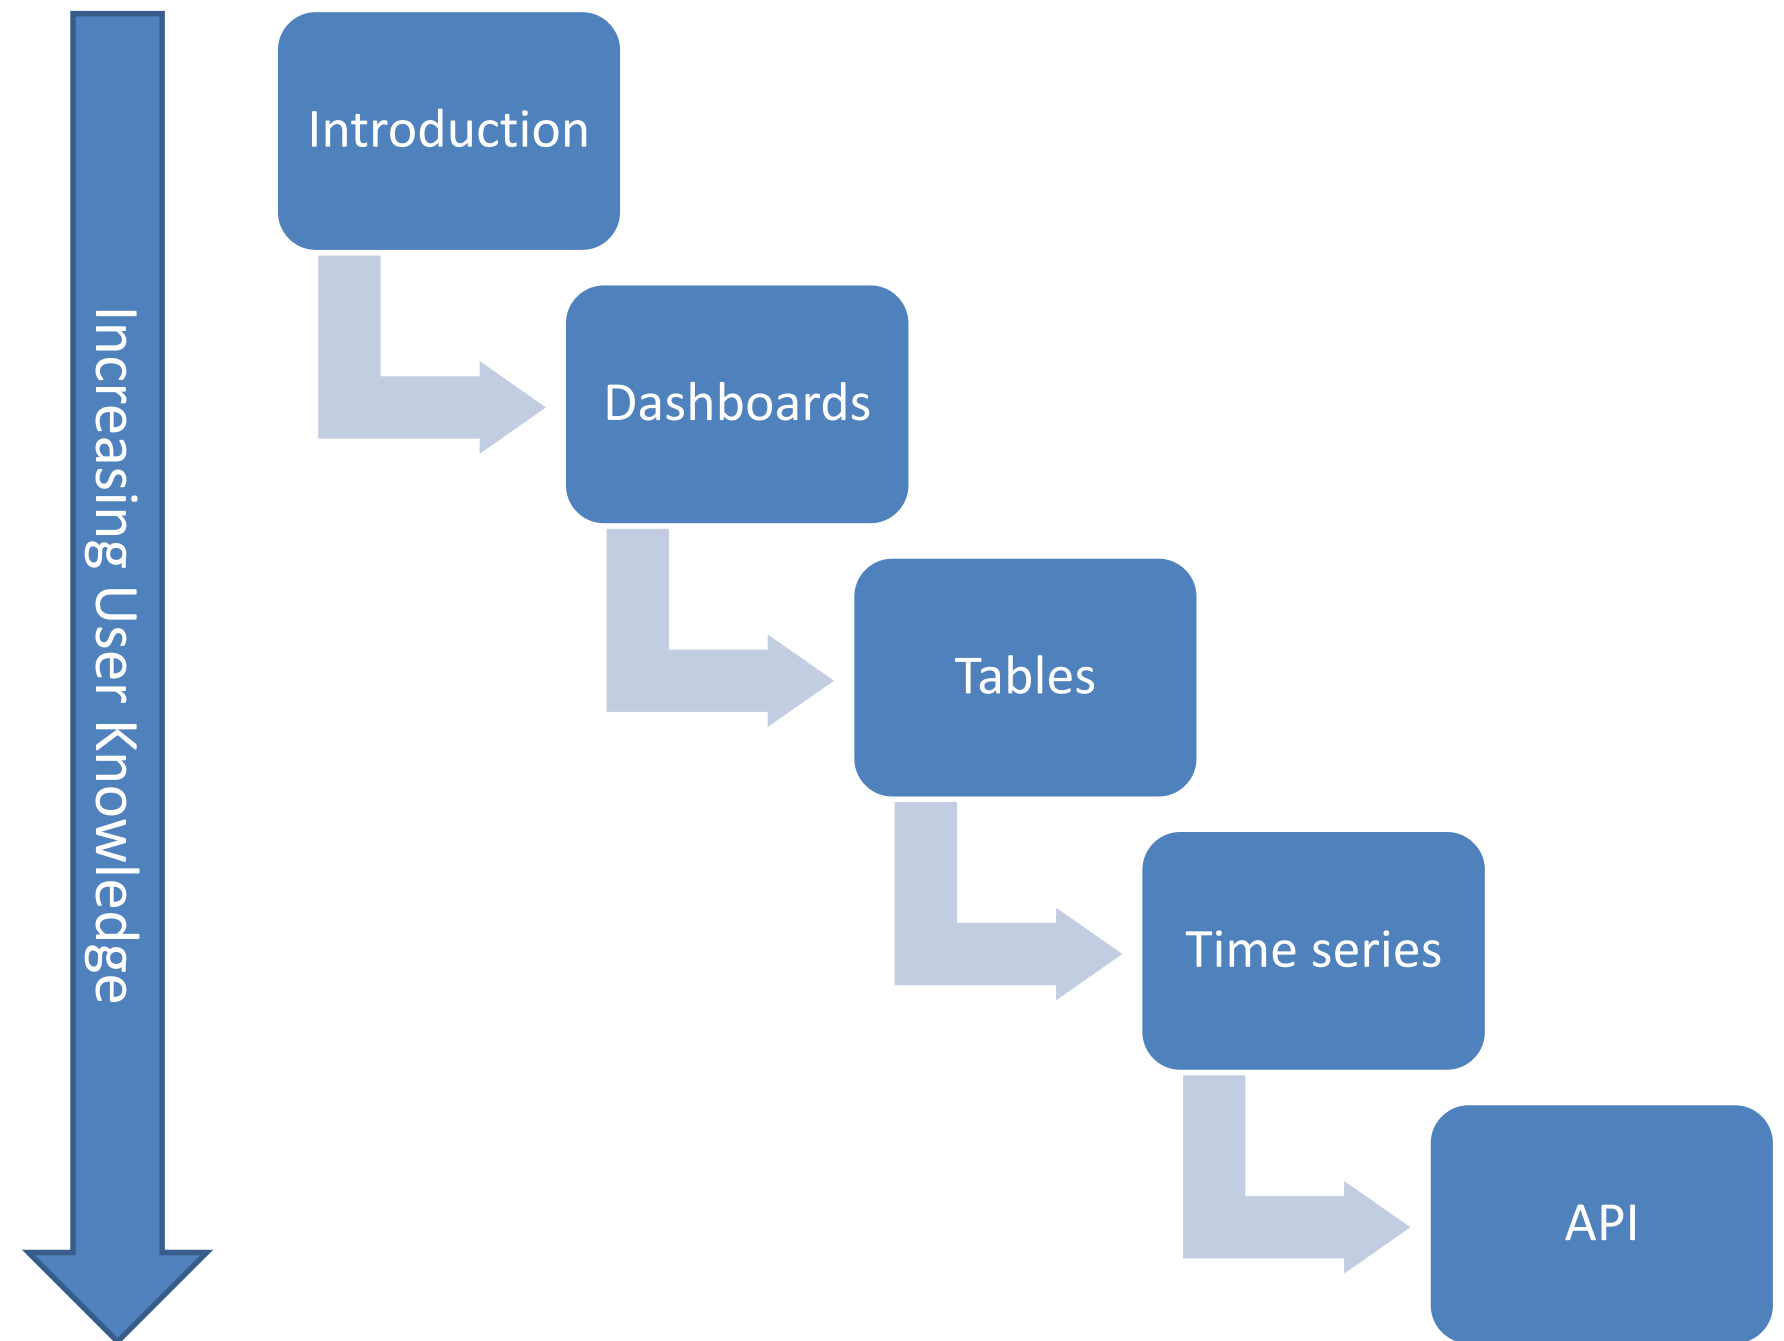 Introduction
Increasing User Knowledge
Dashboards
Tables
Time series
API